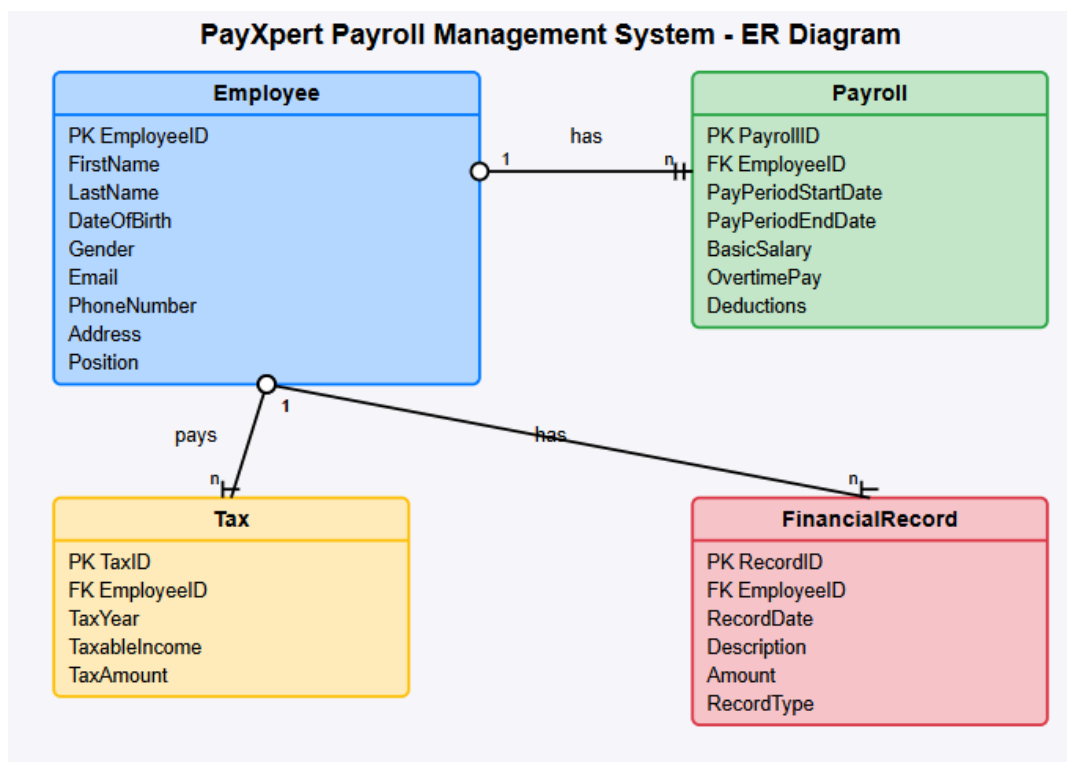 PayXpert Payroll Management System - ER Diagram
Employee
PK EmployeeID
FirstName
LastName
DateOfBirth
Gender
Email
PhoneNumber
Address
Position
has
1
n
Payroll
PK PayrollID
FK EmployeeID
PayPeriodStartDate
PayPeriodEndDate
BasicSalary
OvertimePay
Deductions
1
pays
has
n
n
Tax
PK TaxID
FK EmployeeID
TaxYear
TaxableIncome
TaxAmount
FinancialRecord
PK RecordID
FK EmployeeID
RecordDate
Description
Amount
RecordType